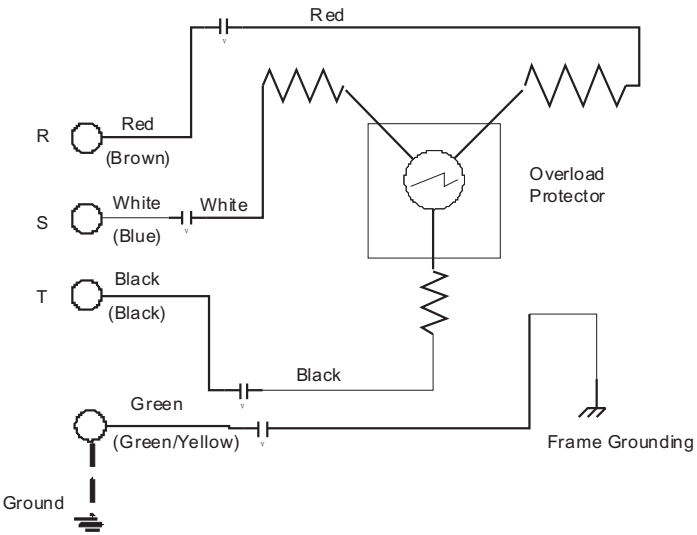 Red
R
Red
(Brown)
S
White
(Blue)
White
Overload
Protector
T
Black
(Black)
Black
Green
(Green/Yellow)
Frame Grounding
Ground
v
v
v
v